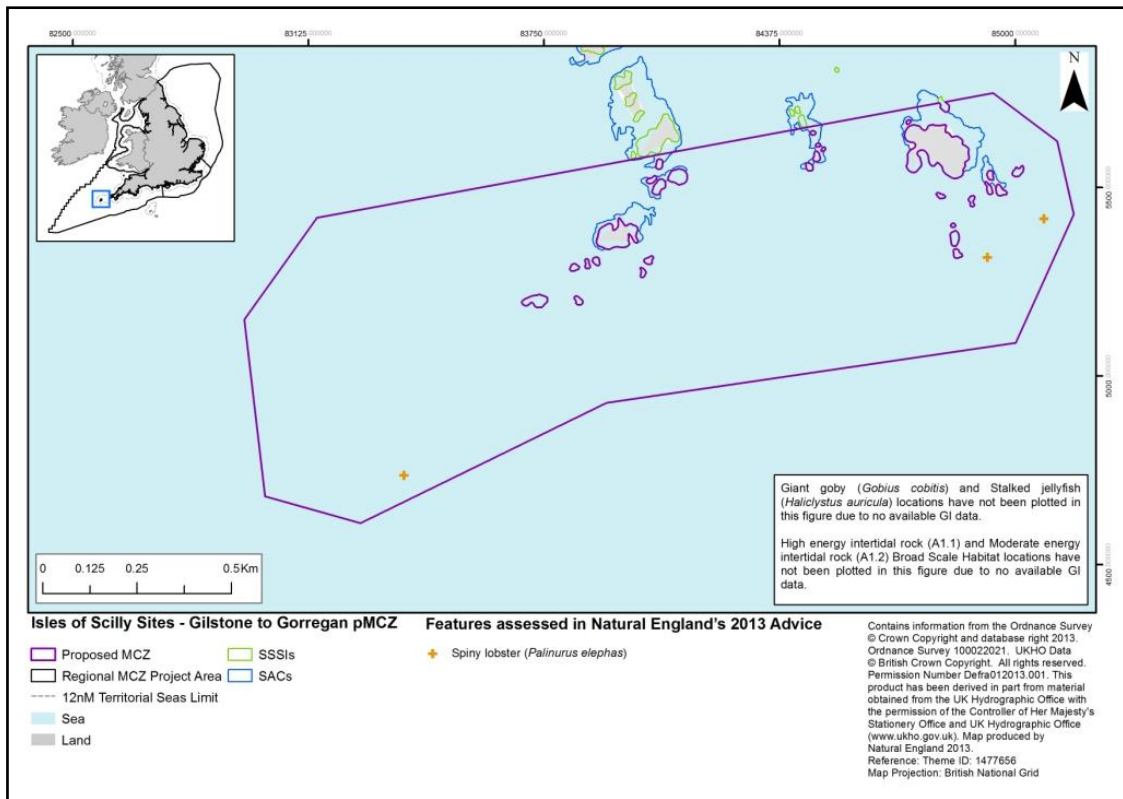 82500.000000 83125.000000 83750.000000 84375.000000 85000.000000
N
5500.000000
5000.000000
4500.000000
Giant goby (Gobius cobitis) and Stalked jellyfish
(Haliclystus auricula) locations have not been plotted in
this figure due to no available GI data.
High energy intertidal rock (A1.1) and Moderate energy
intertidal rock (A1.2) Broad Scale Habitat locations have
not been plotted in this figure due to no available GI
data.
0 0.125 0.25 0.5Km
Isles of Scilly Sites - Gilstone to Gorregan pMCZ
Proposed MCZ
Regional MCZ Project Area
12nM Territorial Seas Limit
Sea
Land
SSSIs
SACs
Features assessed in Natural England's 2013 Advice
Spiny lobster (Palinurus elephas)
Contains information from the Ordnance Survey
© Crown Copyright and database right 2013.
Ordnance Survey 100022021. UKHO Data
© British Crown Copyright. All rights reserved.
Permission Number Defra012013.001. This
product has been derived in part from material
obtained from the UK Hydrographic Office with
the permission of the Controller of Her Majesty's
Stationery Office and UK Hydrographic Office
(www.ukho.gov.uk). Map produced by
Natural England 2013.
Reference: Theme ID: 1477656
Map Projection: British National Grid